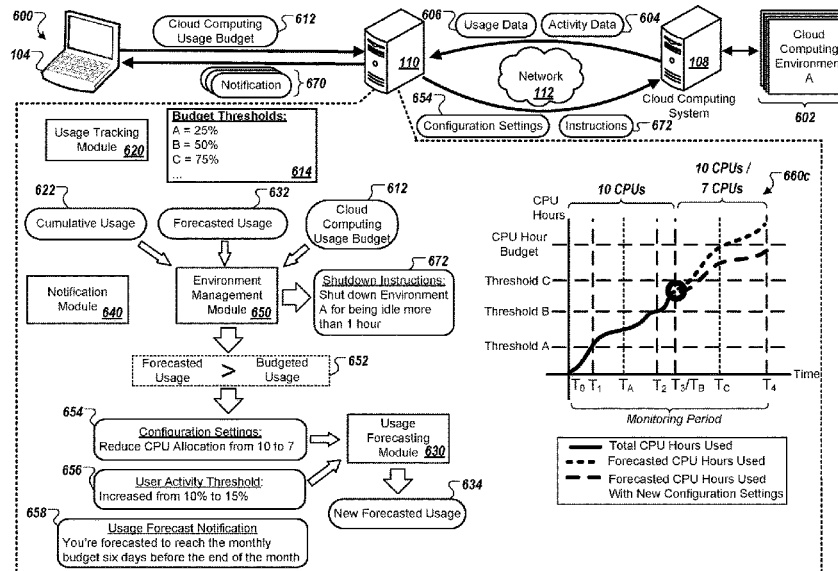 600
104
Cloud Computing
Usage Budget
612
Notification
670
110
606
Usage Data
Activity Data
604
Network
112
654
Configuration Settings
Instructions
672
108
Cloud Computing
System
Cloud
Computing
Environment
A
602
Usage Tracking
Module 620
Budget Thresholds:
A = 25%
B = 50%
C = 75%
...
614
622
Cumulative Usage
632
Forecasted Usage
612
Cloud
Computing
Usage Budget
Notification
Module 640
Environment
Management
Module 650
672
Shutdown Instructions:
Shut down Environment
A for being idle more
than 1 hour
Forecasted
Usage
>
Budgeted
Usage
652
654
Configuration Settings:
Reduce CPU Allocation from 10 to 7
656
User Activity Threshold:
Increased from 10% to 15%
Usage
Forecasting
Module 630
634
New Forecasted Usage
658
Usage Forecast Notification
You're forecasted to reach the monthly
budget six days before the end of the month
10 CPUs
10 CPUs /
7 CPUs
660c
CPU
Hours
CPU Hour
Budget
Threshold C
Threshold B
Threshold A
Time
T0 T1 TA T2 T3/TB TC T4
Monitoring Period
Total CPU Hours Used
Forecasted CPU Hours Used
Forecasted CPU Hours Used
With New Configuration Settings